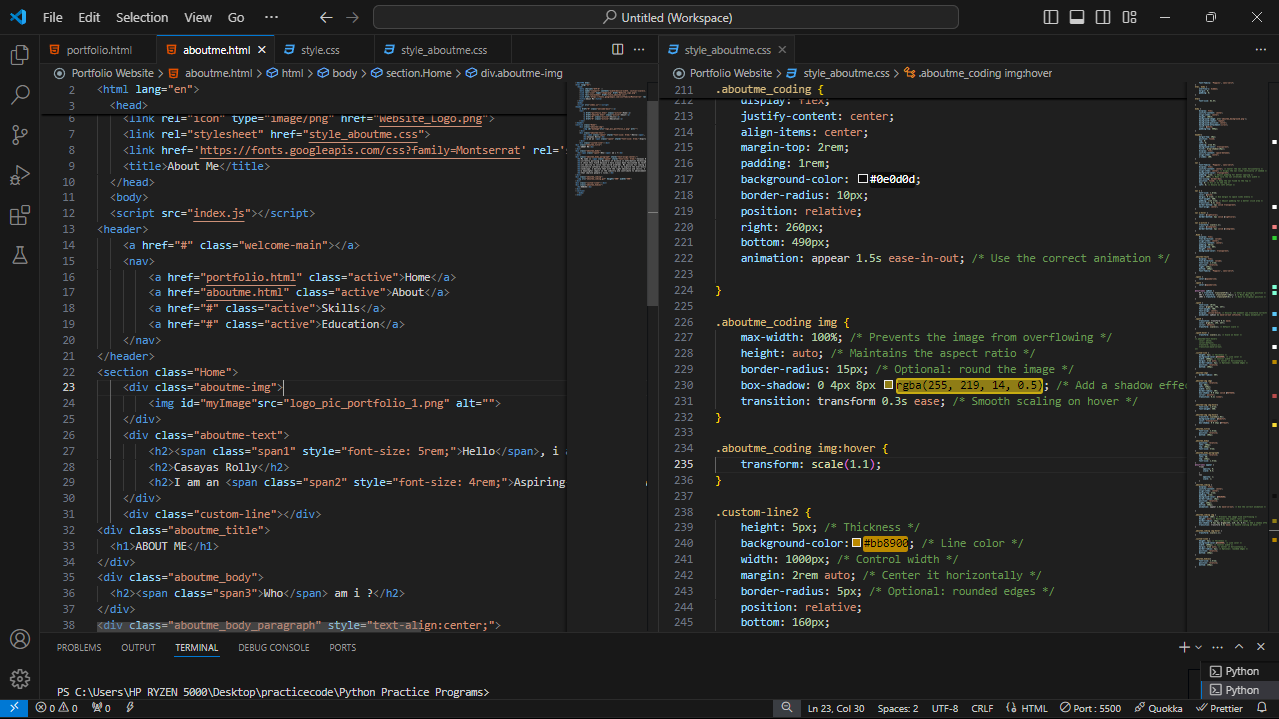 File Edit Selection View Go ··· Untitled (Workspace)
portfolio.html aboutme.html style.css style_aboutme.css
Portfolio Website > aboutme.html > html > body > section.Home > div.aboutme-img
2 <html lang="en">
3 <head>
6 <link rel="icon" type="image/png" href="Website_Logo.png">
7 <link rel="stylesheet" href="style_aboutme.css">
8 <link href='https://fonts.googleapis.com/css?family=Montserrat' rel='
9 <title>About Me</title>
10 </head>
11 <body>
12 <script src="index.js"></script>
13 <header>
14 <a href="#" class="welcome-main"></a>
15 <nav>
16 <a href="portfolio.html" class="active">Home</a>
17 <a href="aboutme.html" class="active">About</a>
18 <a href="#" class="active">Skills</a>
19 <a href="#" class="active">Education</a>
20 </nav>
21 </header>
22 <section class="Home">
23 <div class="aboutme-img">
24 <img id="myImage"src="logo_pic_portfolio_1.png" alt="">
25 </div>
26 <div class="aboutme-text">
27 <h2><span class="span1" style="font-size: 5rem;">Hello</span>, i
28 <h2>Casayas Rolly</h2>
29 <h2>I am an <span class="span2" style="font-size: 4rem;">Aspiring
30 </div>
31 <div class="custom-line"></div>
32 <div class="aboutme_title">
33 <h1>ABOUT ME</h1>
34 </div>
35 <div class="aboutme_body">
36 <h2><span class="span3">Who</span> am i ?</h2>
37 </div>
38 <div class="aboutme_body_paragraph" style="text-align:center;">
style_aboutme.css
Portfolio Website > style_aboutme.css > .aboutme_coding img:hover
211 .aboutme_coding {
212 display: flex;
213 justify-content: center;
214 align-items: center;
215 margin-top: 2rem;
216 padding: 1rem;
217 background-color: #0e0d0d;
218 border-radius: 10px;
219 position: relative;
220 right: 260px;
221 bottom: 490px;
222 animation: appear 1.5s ease-in-out; /* Use the correct animation */
223
224 }
225
226 .aboutme_coding img {
227 max-width: 100%; /* Prevents the image from overflowing */
228 height: auto; /* Maintains the aspect ratio */
229 border-radius: 15px; /* Optional: round the image */
230 box-shadow: 0 4px 8px rgba(255, 219, 14, 0.5); /* Add a shadow effe
231 transition: transform 0.3s ease; /* Smooth scaling on hover */
232 }
233
234 .aboutme_coding img:hover {
235 transform: scale(1.1);
236 }
237
238 .custom-line2 {
239 height: 5px; /* Thickness */
240 background-color: #bb8900; /* Line color */
241 width: 1000px; /* Control width */
242 margin: 2rem auto; /* Center it horizontally */
243 border-radius: 5px; /* Optional: rounded edges */
244 position: relative;
245 bottom: 160px;
PROBLEMS OUTPUT TERMINAL DEBUG CONSOLE PORTS
PS C:\Users\HP RYZEN 5000\Desktop\practicecode\Python Practice Programs>
Python
Python
0 0 0 Ln 23, Col 30 Spaces: 2 UTF-8 CRLF HTML Port : 5500 Quokka Prettier